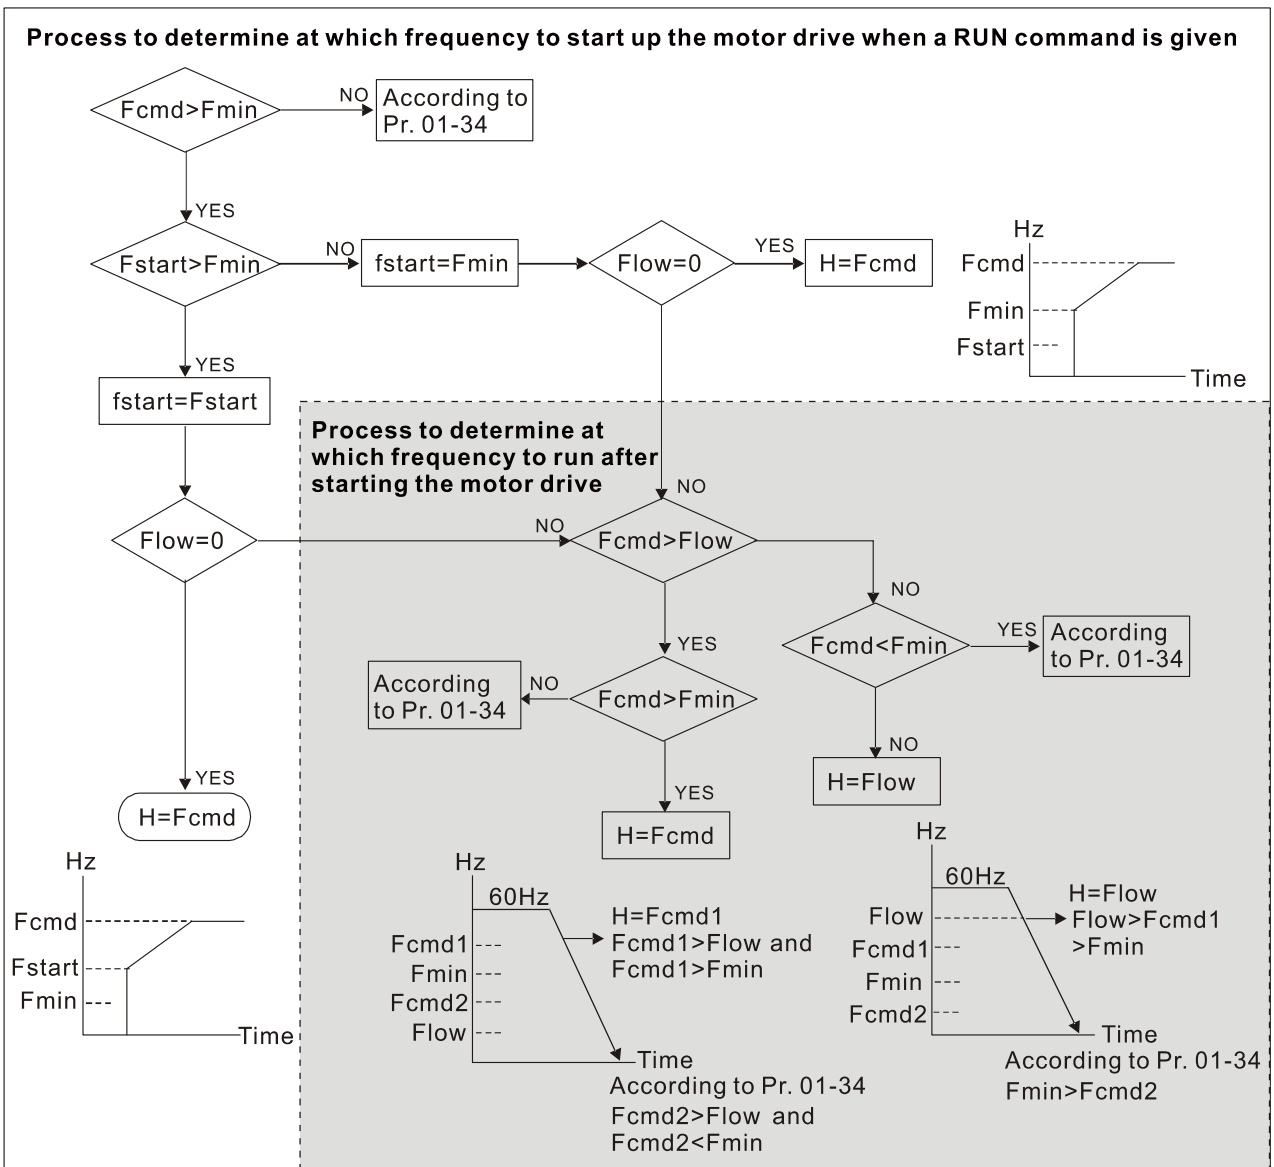 Process to determine at which frequency to start up the motor drive when a RUN command is given
Fcmd>Fmin
NO
According to
Pr. 01-34
YES
Fstart>Fmin
NO
fstart=Fmin
Flow=0
YES
H=Fcmd
Hz
Fcmd
Fmin
Fstart
Time
YES
fstart=Fstart
Process to determine at
which frequency to run after
starting the motor drive
NO
Flow=0
NO
Fcmd>Flow
NO
Fcmd<Fmin
YES
According
to Pr. 01-34
YES
According
to Pr. 01-34
NO
Fcmd>Fmin
NO
H=Flow
YES
H=Fcmd
YES
H=Fcmd
Hz
Fcmd
Fstart
Fmin
Time
Hz
60Hz
Fcmd1
Fmin
Fcmd2
Flow
H=Fcmd1
Fcmd1>Flow and
Fcmd1>Fmin
Time
According to Pr. 01-34
Fcmd2>Flow and
Fcmd2<Fmin
Hz
60Hz
Flow
Fcmd1
Fmin
Fcmd2
H=Flow
Flow>Fcmd1
>Fmin
Time
According to Pr. 01-34
Fmin>Fcmd2